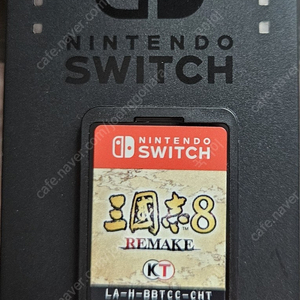 NINTENDO
SWITCH
NINTENDO
SWITCH
三國志8
REMAKE
KT
LA-H-BBTCC-CHT